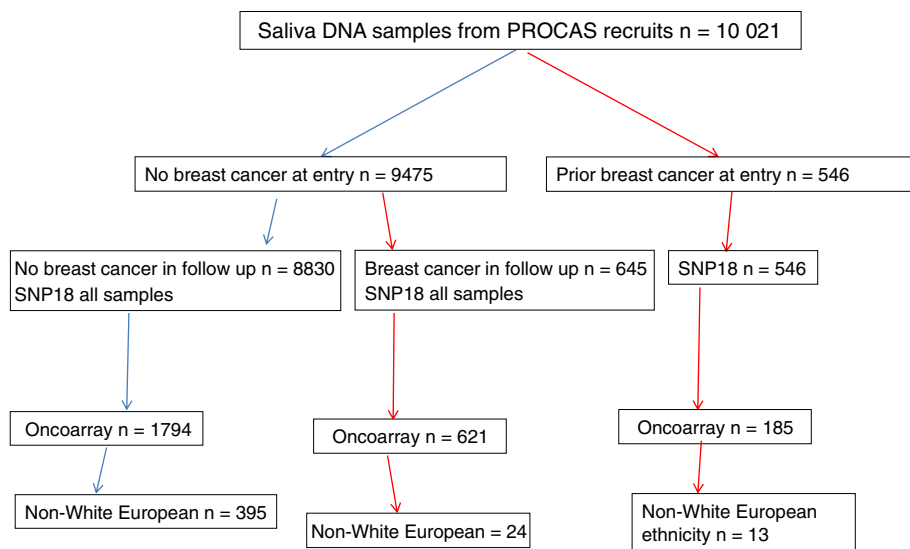 Saliva DNA samples from PROCAS recruits n = 10 021
No breast cancer at entry n = 9475
Prior breast cancer at entry n = 546
No breast cancer in follow up n = 8830
SNP18 all samples
Breast cancer in follow up n = 645
SNP18 all samples
SNP18 n = 546
Oncoarray n = 1794
Oncoarray n = 621
Oncoarray n = 185
Non-White European n = 395
Non-White European = 24
Non-White European
ethnicity n = 13